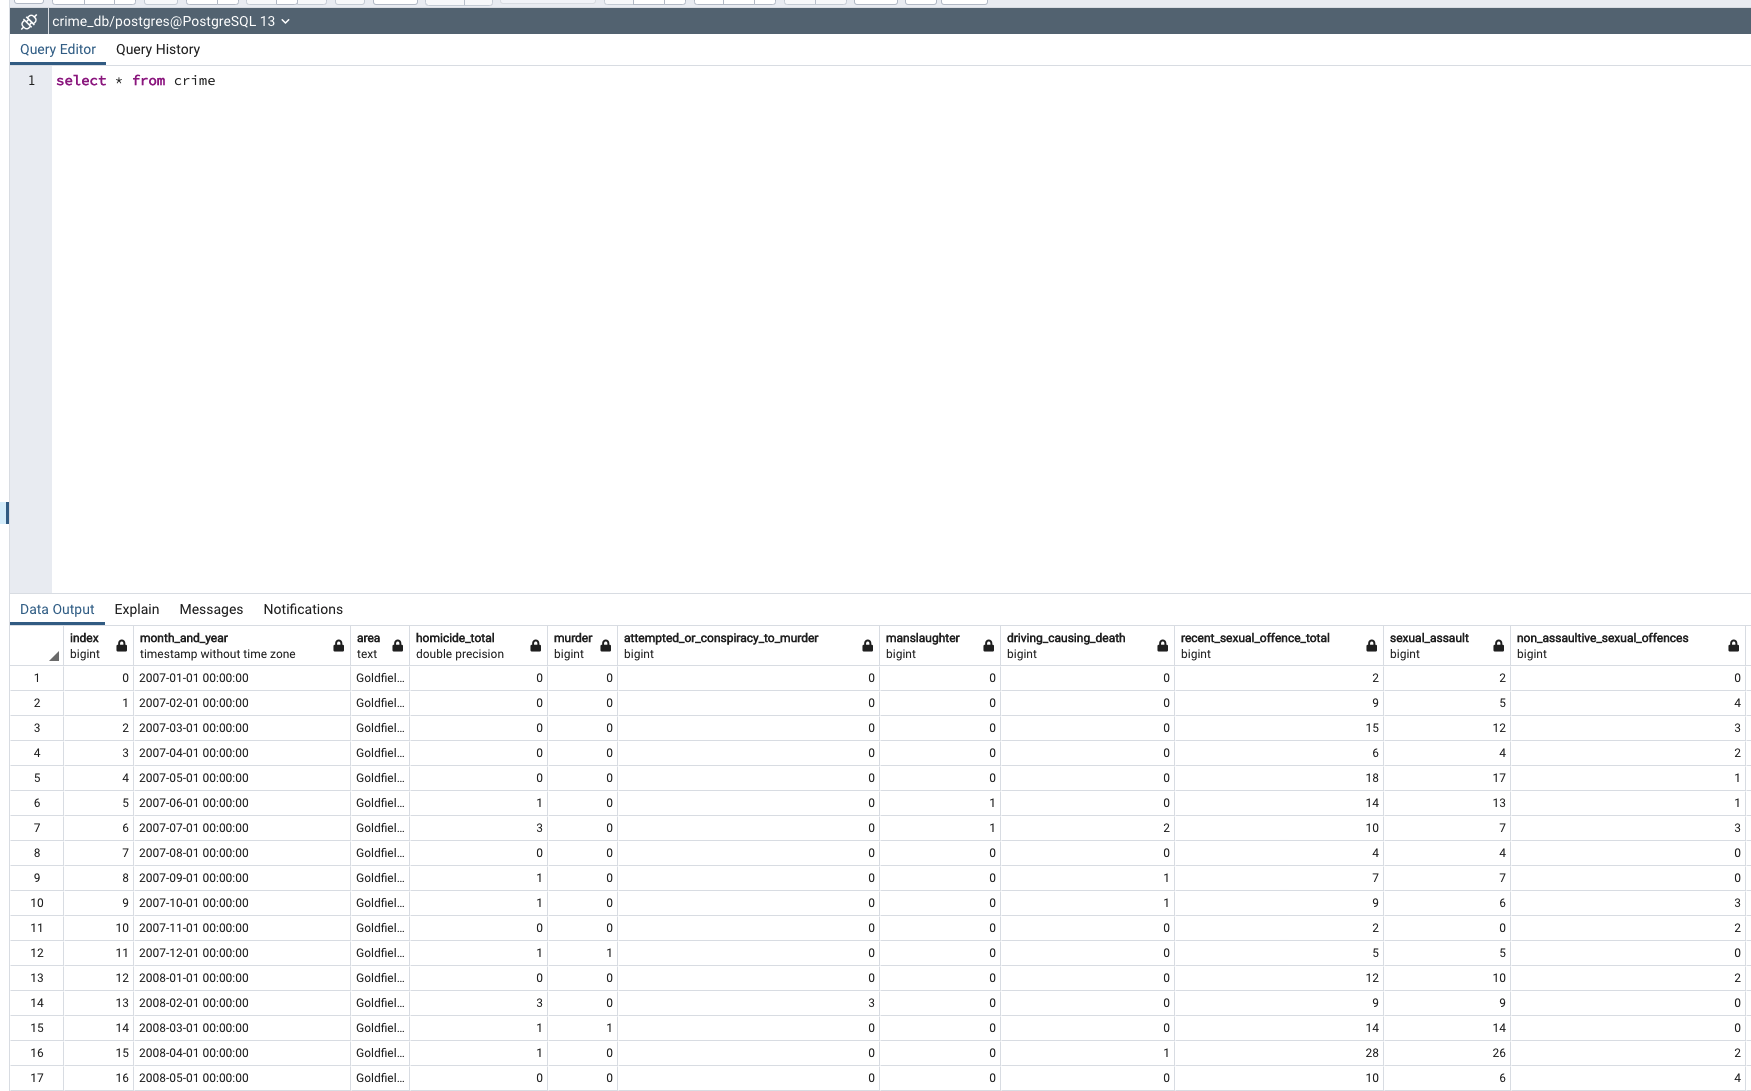 crime_db/postgres@PostgreSQL 13
Query Editor Query History
1 select * from crime
Data Output Explain Messages Notifications
index month_and_year area homicide_total murder attempted_or_conspiracy_to_murder manslaughter driving_causing_death recent_sexual_offence_total sexual_assault non_assaultive_sexual_offences
bigint timestamp without time zone text double precision bigint bigint bigint bigint bigint bigint bigint
1 0 2007-01-01 00:00:00 Goldfiel... 0 0 0 0 0 2 2 0
2 1 2007-02-01 00:00:00 Goldfiel... 0 0 0 0 0 9 5 4
3 2 2007-03-01 00:00:00 Goldfiel... 0 0 0 0 0 15 12 3
4 3 2007-04-01 00:00:00 Goldfiel... 0 0 0 0 0 6 4 2
5 4 2007-05-01 00:00:00 Goldfiel... 0 0 0 0 0 18 17 1
6 5 2007-06-01 00:00:00 Goldfiel... 1 0 0 1 0 14 13 1
7 6 2007-07-01 00:00:00 Goldfiel... 3 0 0 1 2 10 7 3
8 7 2007-08-01 00:00:00 Goldfiel... 0 0 0 0 0 4 4 0
9 8 2007-09-01 00:00:00 Goldfiel... 1 0 0 0 1 7 7 0
10 9 2007-10-01 00:00:00 Goldfiel... 1 0 0 0 1 9 6 3
11 10 2007-11-01 00:00:00 Goldfiel... 0 0 0 0 0 2 0 2
12 11 2007-12-01 00:00:00 Goldfiel... 1 1 0 0 0 5 5 0
13 12 2008-01-01 00:00:00 Goldfiel... 0 0 0 0 0 12 10 2
14 13 2008-02-01 00:00:00 Goldfiel... 3 0 3 0 0 9 9 0
15 14 2008-03-01 00:00:00 Goldfiel... 1 1 0 0 0 14 14 0
16 15 2008-04-01 00:00:00 Goldfiel... 1 0 0 0 1 28 26 2
17 16 2008-05-01 00:00:00 Goldfiel... 0 0 0 0 0 10 6 4